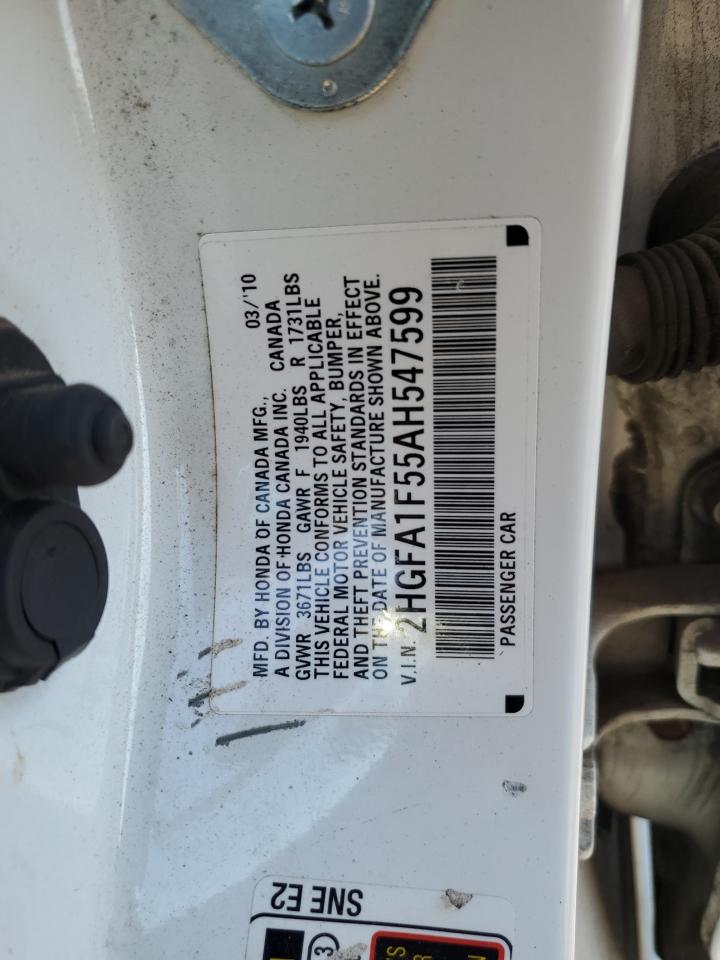 MFD. BY HONDA OF CANADA MFG., 03/'10
A DIVISION OF HONDA CANADA INC. CANADA
GVWR 3671LBS GAWR F 1940LBS R 1731LBS
THIS VEHICLE CONFORMS TO ALL APPLICABLE
FEDERAL MOTOR VEHICLE SAFETY, BUMPER,
AND THEFT PREVENTION STANDARDS IN EFFECT
ON THE DATE OF MANUFACTURE SHOWN ABOVE.
V.I.N. 2HGFA1F55AH547599
PASSENGER CAR
SNE E2
3